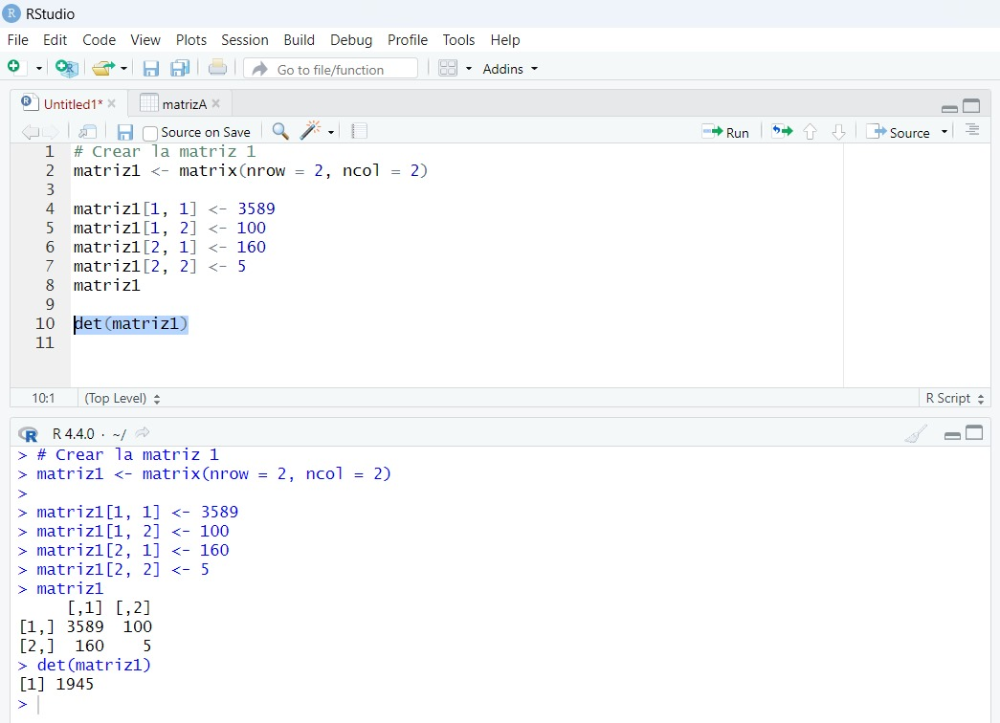 RStudio
File Edit Code View Plots Session Build Debug Profile Tools Help
Go to file/function Addins
Untitled1* matrizA
Source on Save Run Source
1 # Crear la matriz 1
2 matriz1 <- matrix(nrow = 2, ncol = 2)
3
4 matriz1[1, 1] <- 3589
5 matriz1[1, 2] <- 100
6 matriz1[2, 1] <- 160
7 matriz1[2, 2] <- 5
8 matriz1
9
10 det(matriz1)
11
10:1 (Top Level) R Script
R 4.4.0 · ~/
> # Crear la matriz 1
> matriz1 <- matrix(nrow = 2, ncol = 2)
>
> matriz1[1, 1] <- 3589
> matriz1[1, 2] <- 100
> matriz1[2, 1] <- 160
> matriz1[2, 2] <- 5
> matriz1
[,1] [,2]
[1,] 3589 100
[2,] 160 5
> det(matriz1)
[1] 1945
>